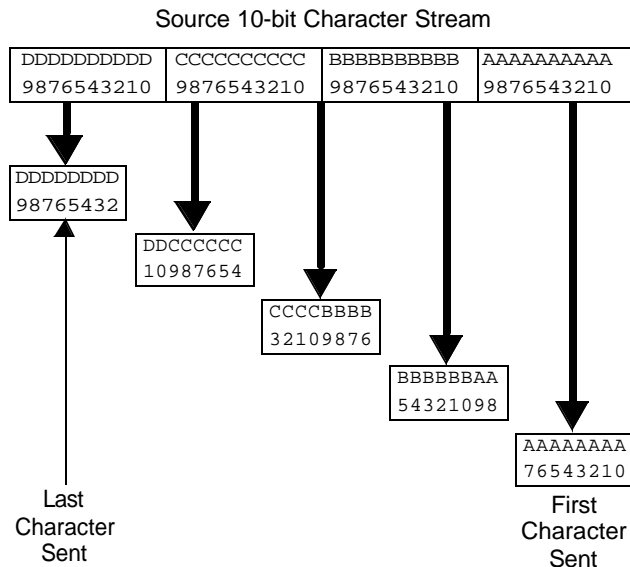 Source 10-bit Character Stream
DDDDDDDDDD CCCCCCCCCC BBBBBBBBBB AAAAAAAAAA
9876543210 9876543210 9876543210 9876543210
DDDDDDDD
98765432
DDCCCCCC
10987654
CCCCBBBB
32109876
BBBBBBAA
54321098
AAAAAAAA
76543210
Last
Character
Sent
First
Character
Sent